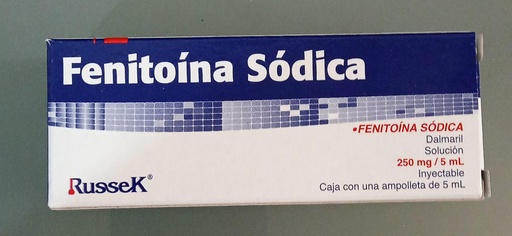 Fenitoína Sódica
•FENITOÍNA SÓDICA
Dalmaril
Solución
250 mg / 5 mL
Inyectable
Caja con una ampolleta de 5 mL
RusseK®